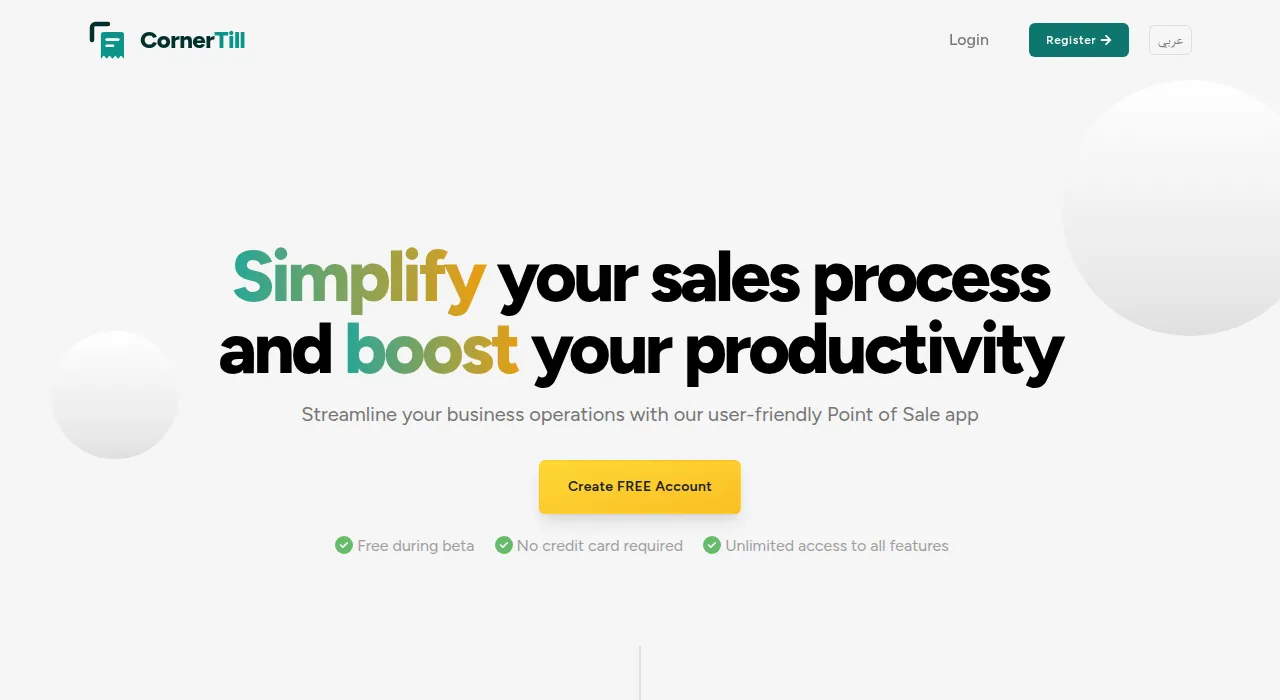 CornerTill
Login
Register →
عربي
Simplify your sales process
and boost your productivity
Streamline your business operations with our user-friendly Point of Sale app
Create FREE Account
Free during beta
No credit card required
Unlimited access to all features